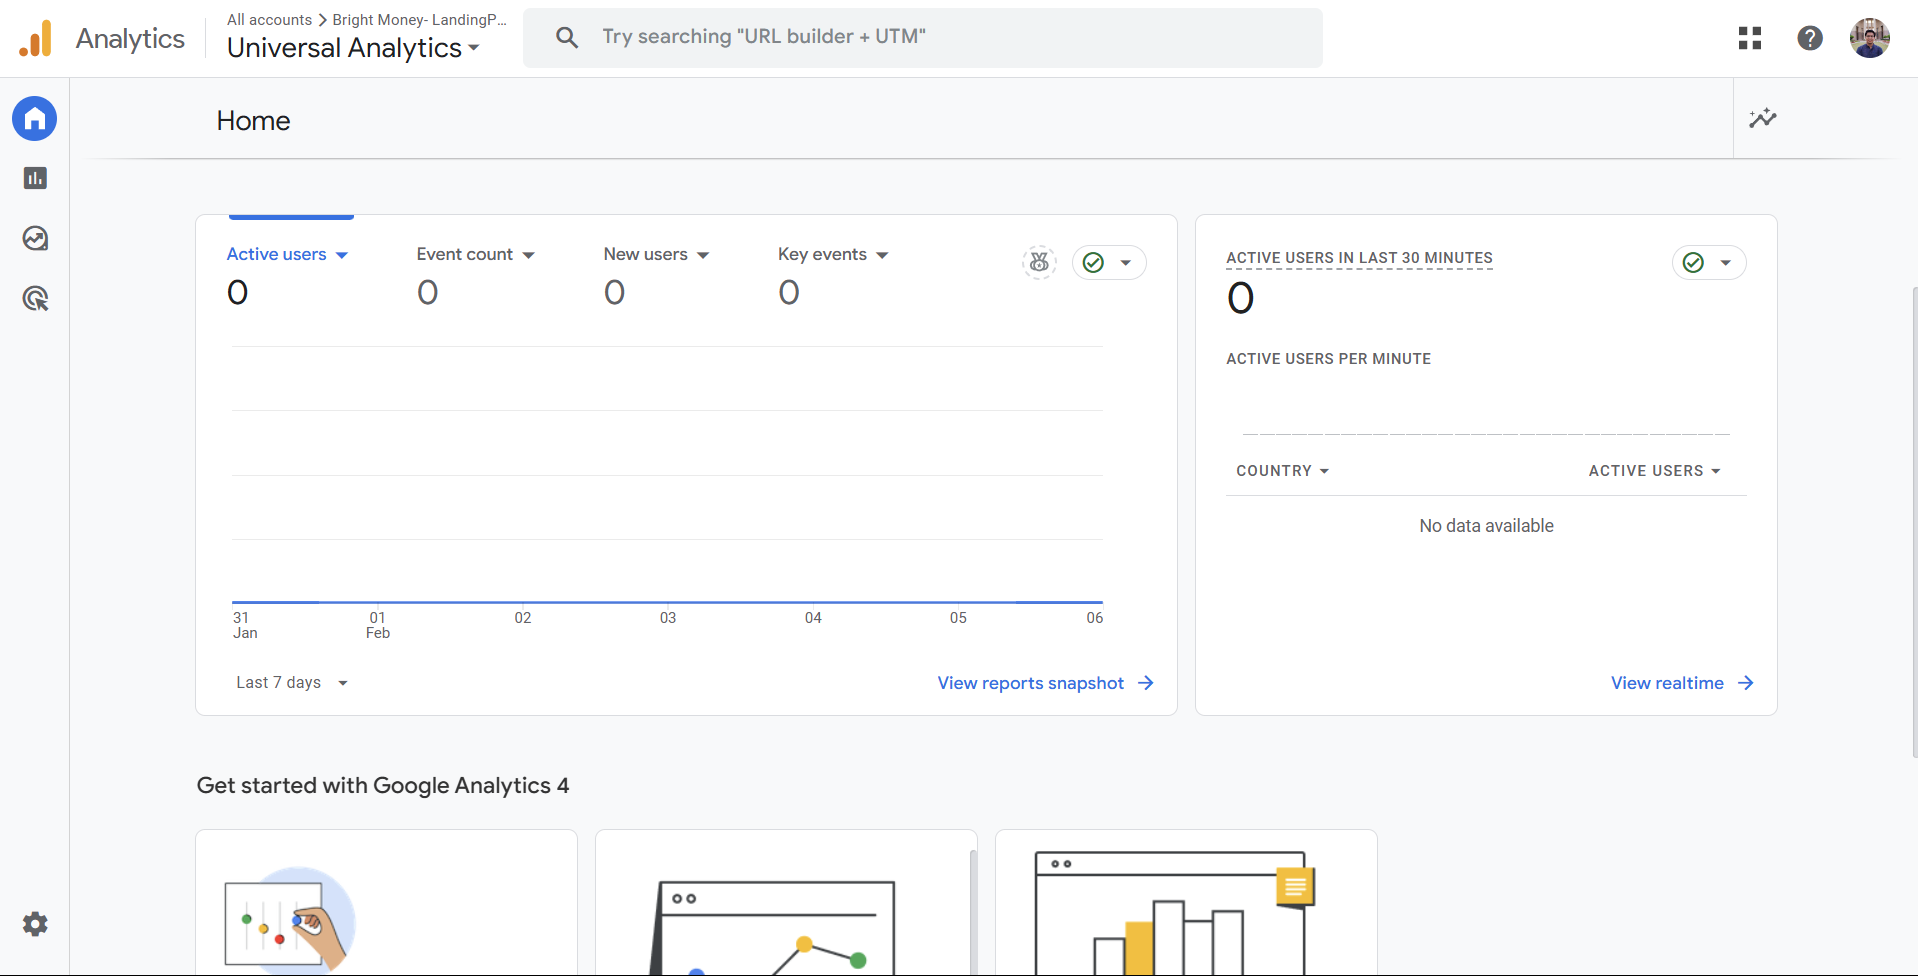 Analytics
All accounts > Bright Money- LandingP...
Universal Analytics
Try searching "URL builder + UTM"
Home
Active users
0
Event count
0
New users
0
Key events
0
31 Jan
01 Feb
02
03
04
05
06
Last 7 days
View reports snapshot
ACTIVE USERS IN LAST 30 MINUTES
0
ACTIVE USERS PER MINUTE
COUNTRY
ACTIVE USERS
No data available
View realtime
Get started with Google Analytics 4